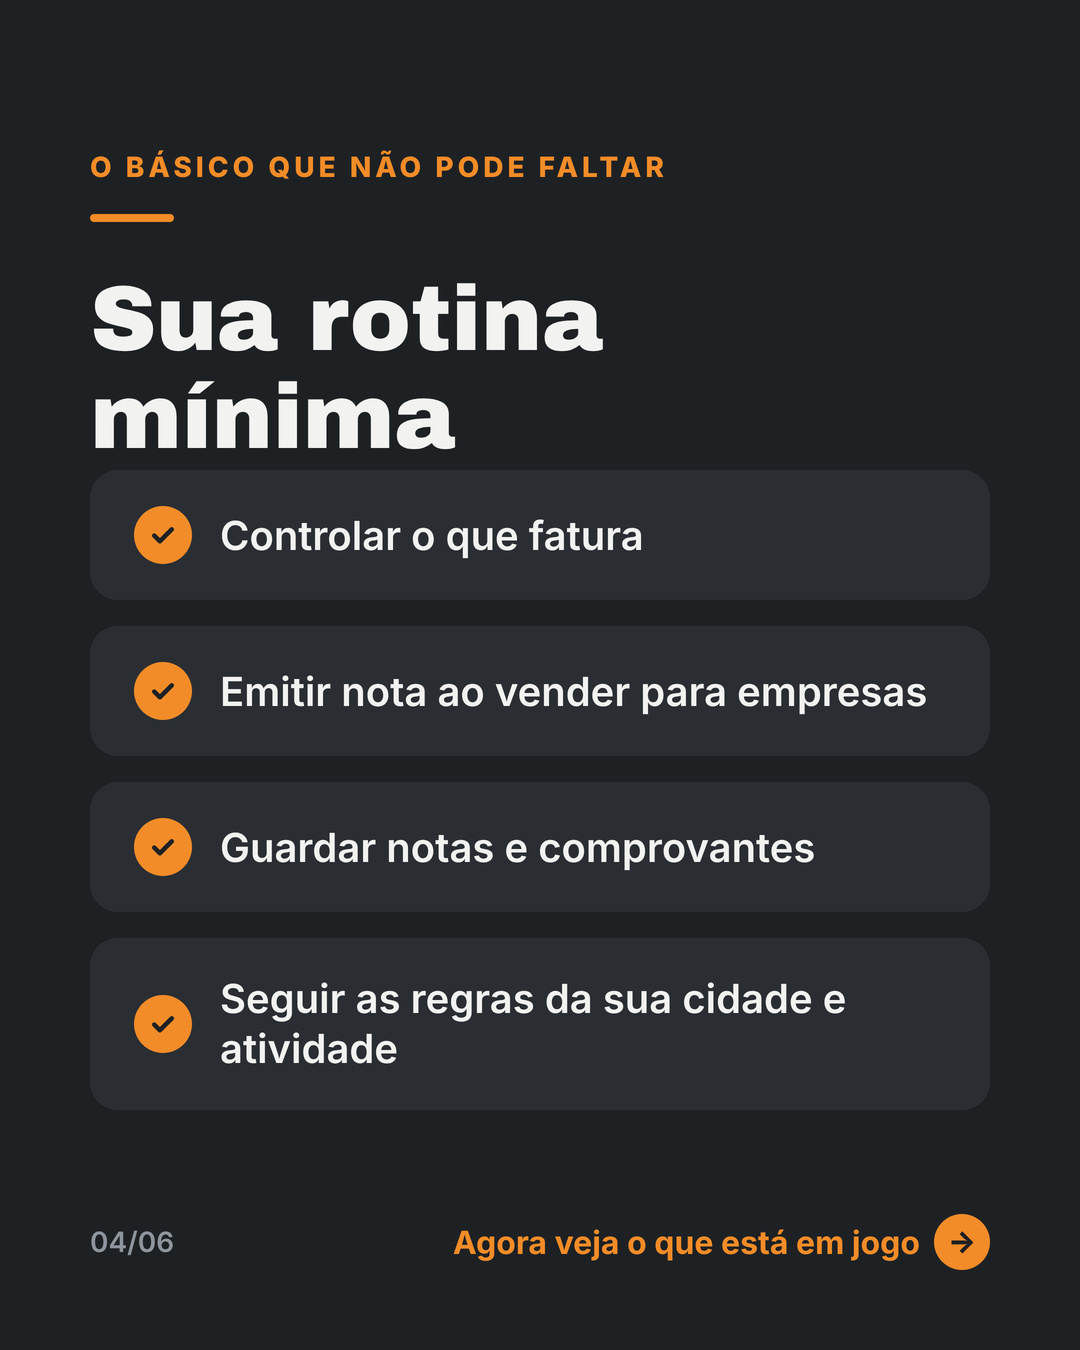 O BÁSICO QUE NÃO PODE FALTAR
Sua rotina
mínima
Controlar o que fatura
Emitir nota ao vender para empresas
Guardar notas e comprovantes
Seguir as regras da sua cidade e
atividade
04/06
Agora veja o que está em jogo